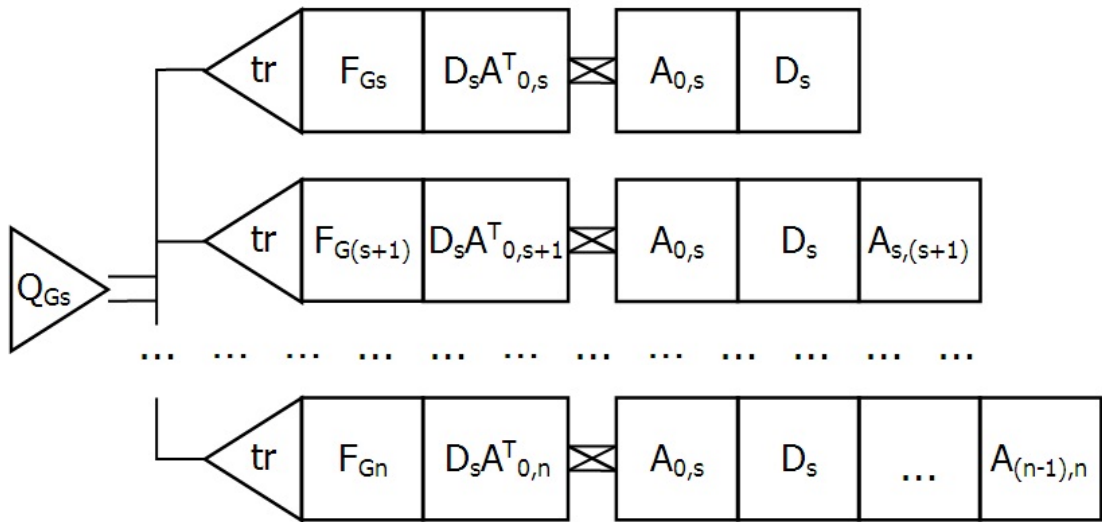 tr F_Gs D_sA^T_0,s A_0,s D_s
tr F_G(s+1) D_sA^T_0,s+1 A_0,s D_s A_s,(s+1)
Q_Gs
... ... ... ... ... ... ... ... ... ... ... ...
tr F_Gn D_sA^T_0,n A_0,s D_s ... A_(n-1),n